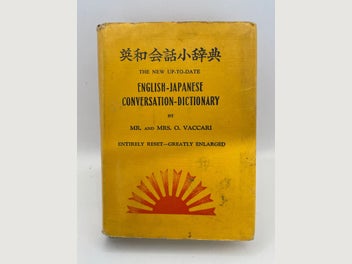 英和会話小辞典
THE NEW UP-TO-DATE
ENGLISH-JAPANESE
CONVERSATION-DICTIONARY
BY
MR. AND MRS. O. VACCARI
ENTIRELY RESET—GREATLY ENLARGED